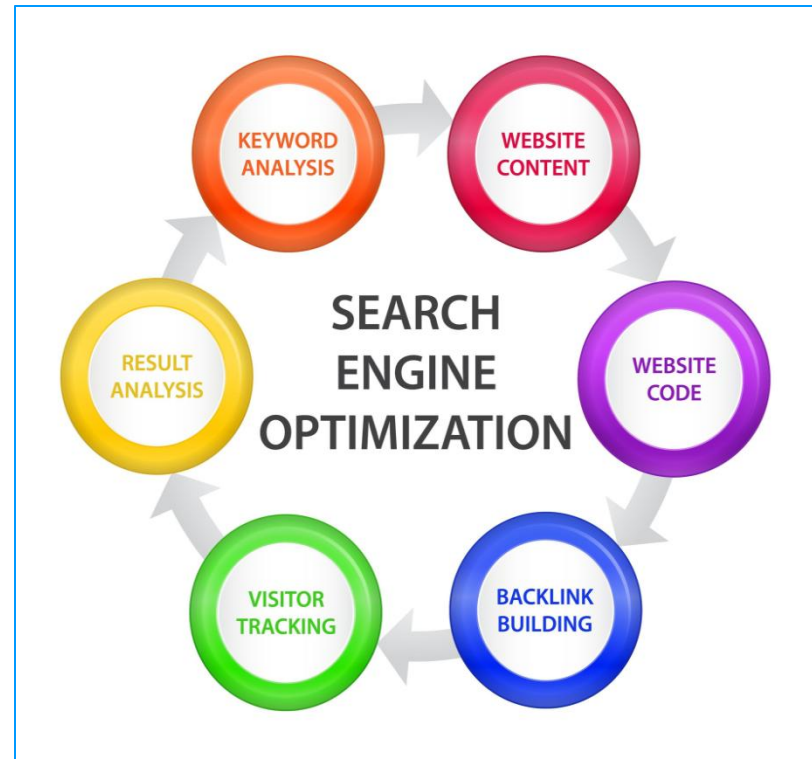 KEYWORD
ANALYSIS
WEBSITE
CONTENT
SEARCH
ENGINE
OPTIMIZATION
WEBSITE
CODE
BACKLINK
BUILDING
VISITOR
TRACKING
RESULT
ANALYSIS